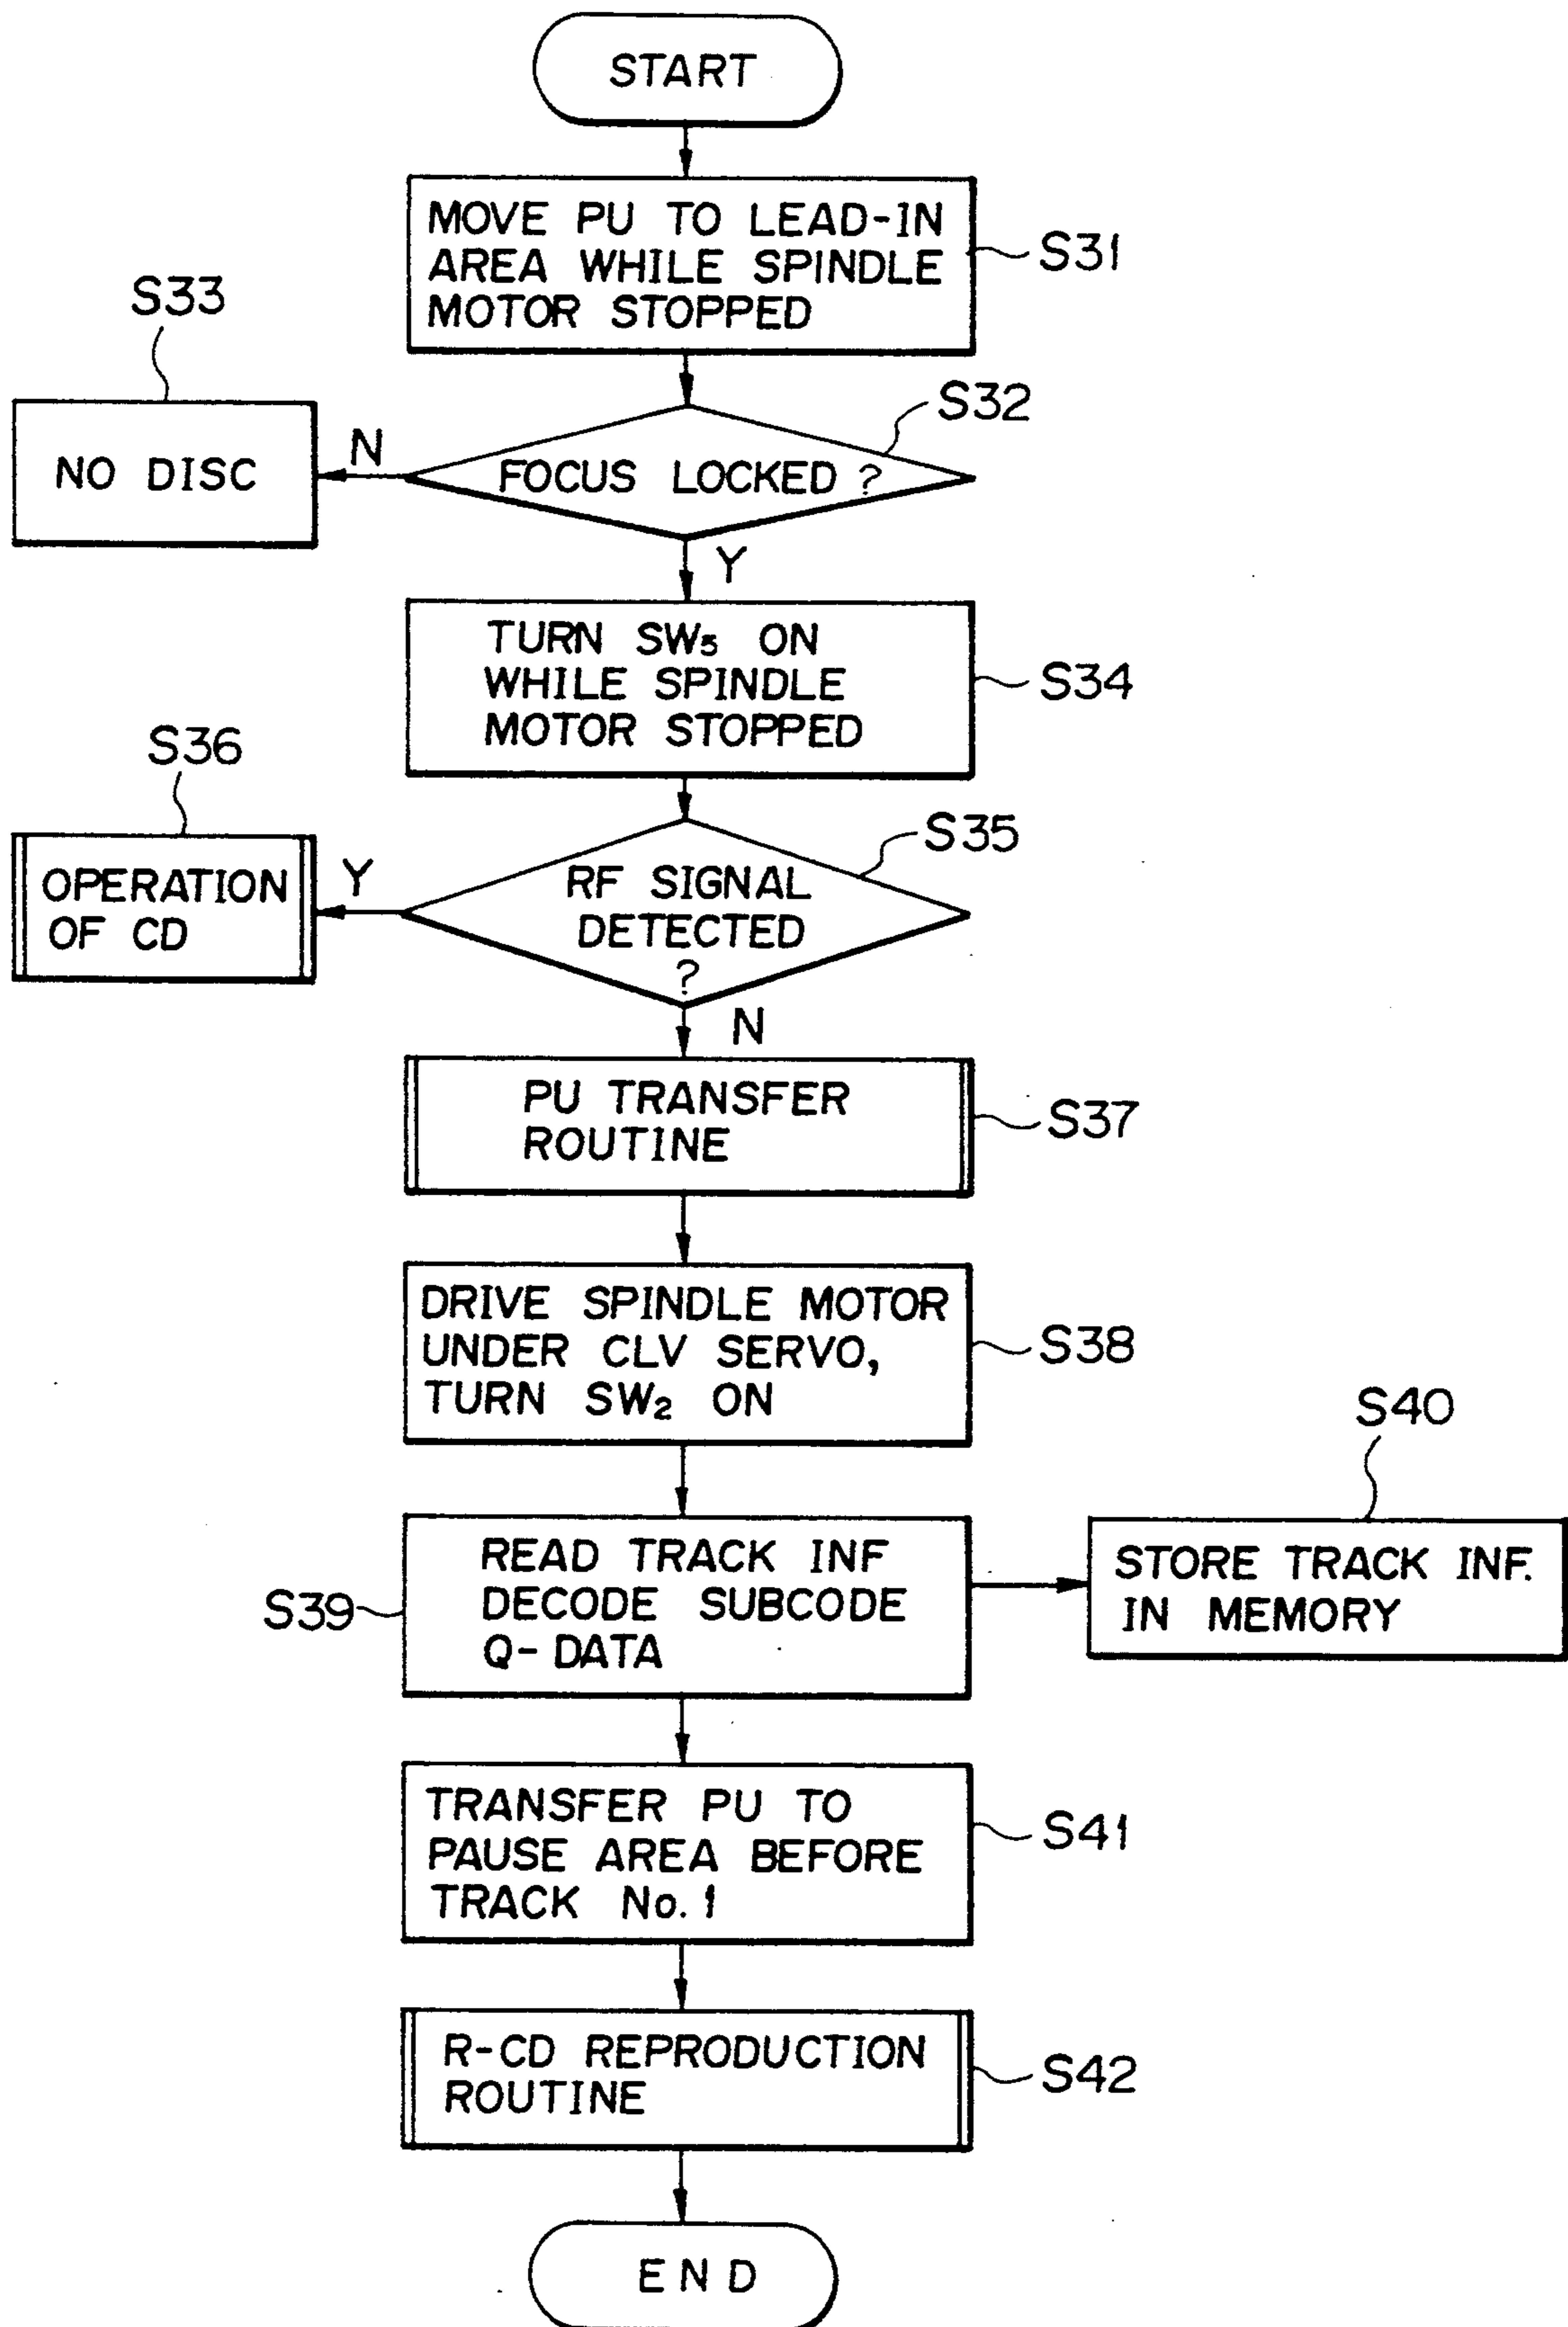 START
MOVE PU TO LEAD-IN
AREA WHILE SPINDLE
MOTOR STOPPED
S31
S33
S32
NO DISC
N
FOCUS LOCKED ?
Y
TURN SW₅ ON
WHILE SPINDLE
MOTOR STOPPED
S34
S36
S35
OPERATION
OF CD
Y
RF SIGNAL
DETECTED
?
N
PU TRANSFER
ROUTINE
S37
DRIVE SPINDLE MOTOR
UNDER CLV SERVO,
TURN SW₂ ON
S38
S40
S39
READ TRACK INF
DECODE SUBCODE
Q-DATA
STORE TRACK INF.
IN MEMORY
TRANSFER PU TO
PAUSE AREA BEFORE
TRACK No. 1
S41
R-CD REPRODUCTION
ROUTINE
S42
END